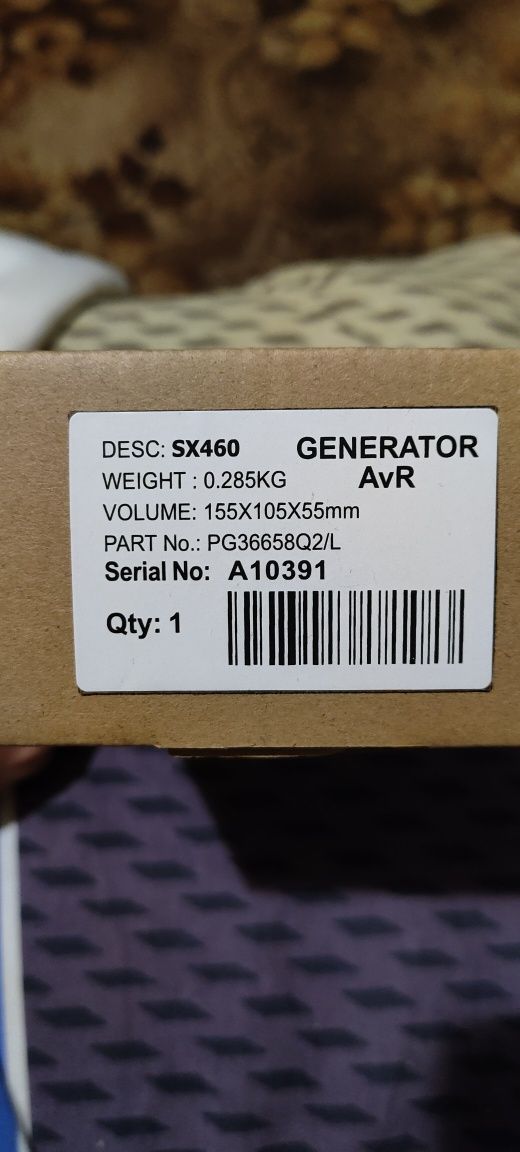 DESC: SX460
GENERATOR
AvR
WEIGHT : 0.285KG
VOLUME: 155X105X55mm
PART No.: PG36658Q2/L
Serial No: A10391
Qty: 1